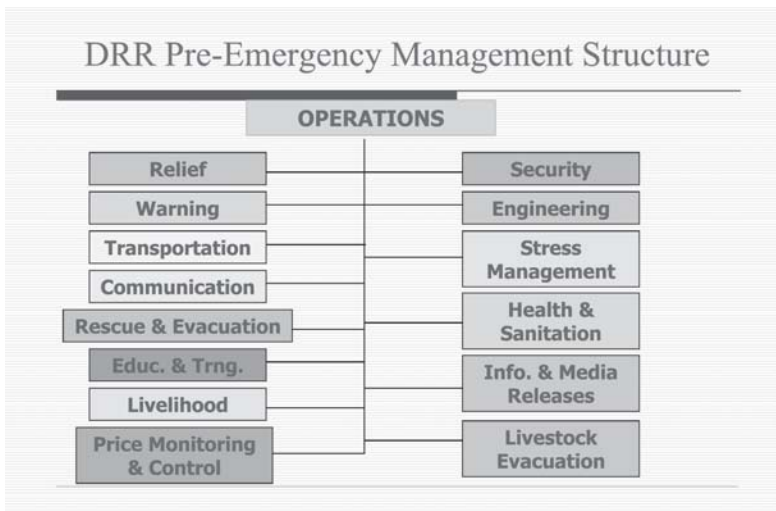 DRR Pre-Emergency Management Structure
OPERATIONS
Relief
Warning
Transportation
Communication
Rescue & Evacuation
Educ. & Trng.
Livelihood
Price Monitoring
& Control
Security
Engineering
Stress
Management
Health &
Sanitation
Info. & Media
Releases
Livestock
Evacuation